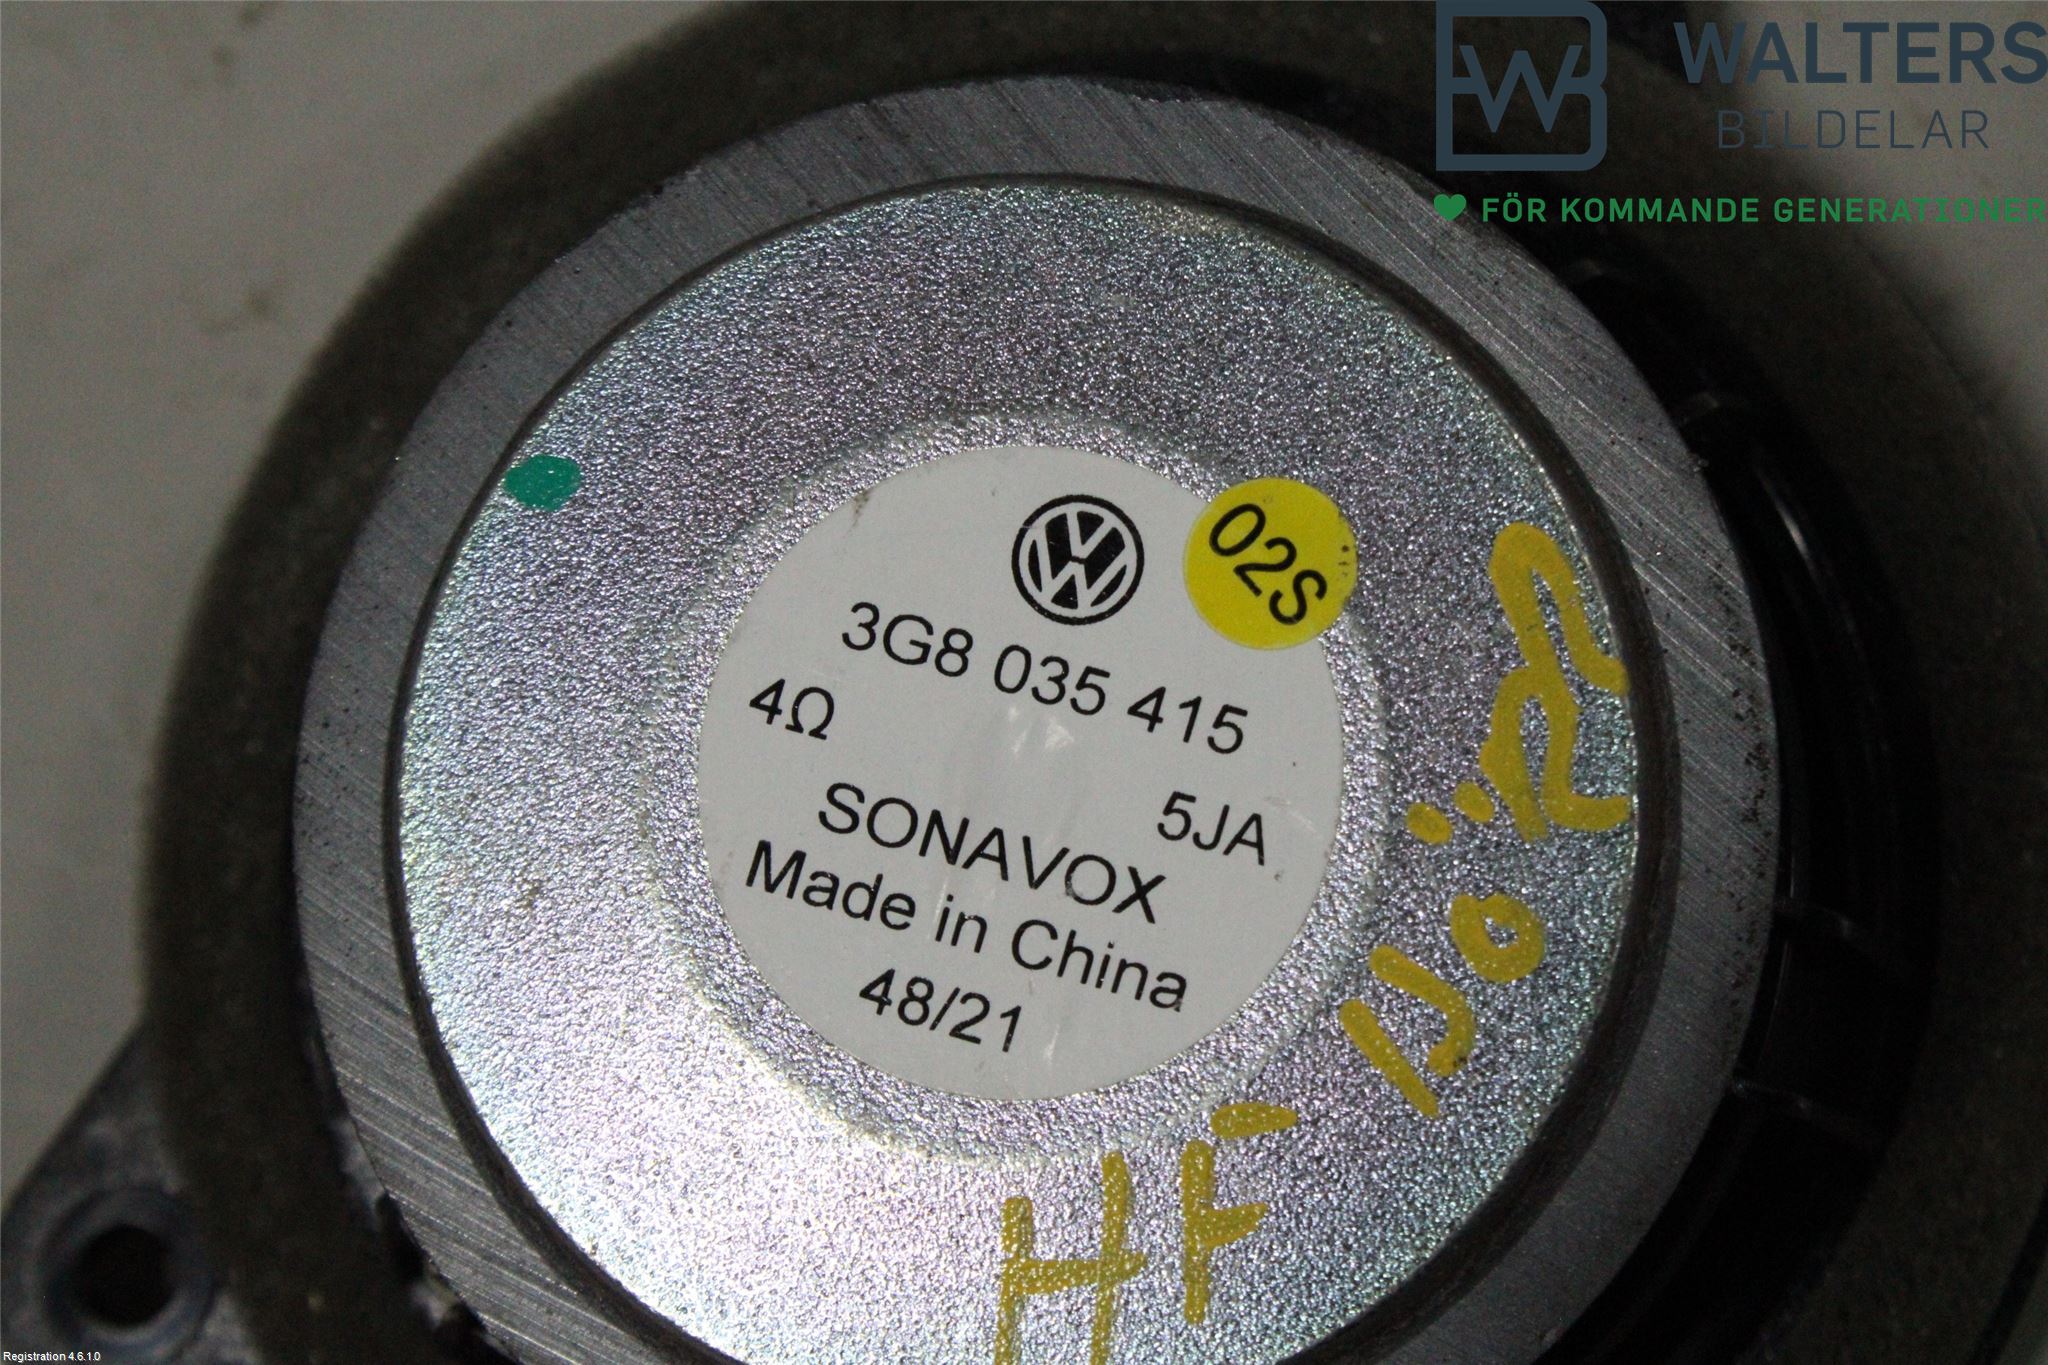 WALTERS
BILDELAR
FÖR KOMMANDE GENERATIONER
02S
3G8 035 415
4Ω
5JA
SONAVOX
Made in China
48/21
HF
Registration 4.6.1.0